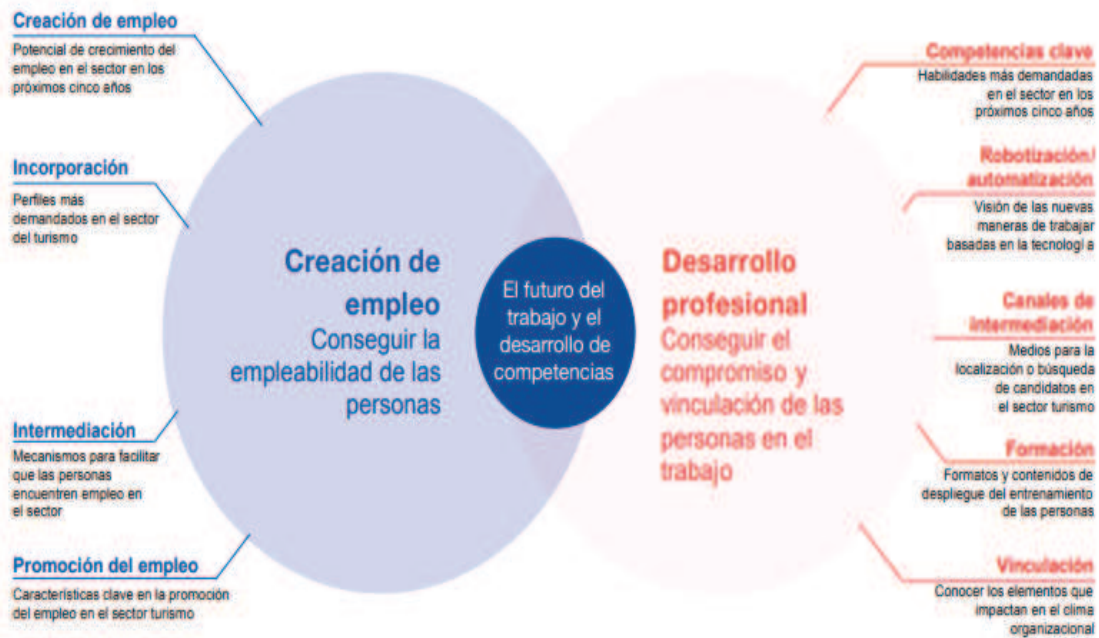 Creación de empleo
Potencial de crecimiento del
empleo en el sector en los
próximos cinco años
Incorporación
Perfiles más
demandados en el sector
del turismo
Intermediación
Mecanismos para facilitar
que las personas
encuentren empleo en
el sector
Promoción del empleo
Características clave en la promoción
del empleo en el sector turismo
Creación de
empleo
Conseguir la
empleabilidad de las
personas
El futuro del
trabajo y el
desarrollo de
competencias
Desarrollo
profesional
Conseguir el
compromiso y
vinculación de las
personas en el
trabajo
Competencias clave
Habilidades más demandadas
en el sector en los
próximos cinco años
Robotización/
automatización
Visión de las nuevas
maneras de trabajar
basadas en la tecnologí a
Canales de
intermediación
Medios para la
localización o búsqueda
de candidatos en
el sector turismo
Formación
Formatos y contenidos de
despliegue del entrenamiento
de las personas
Vinculación
Conocer los elementos que
impactan en el clima
organizacional